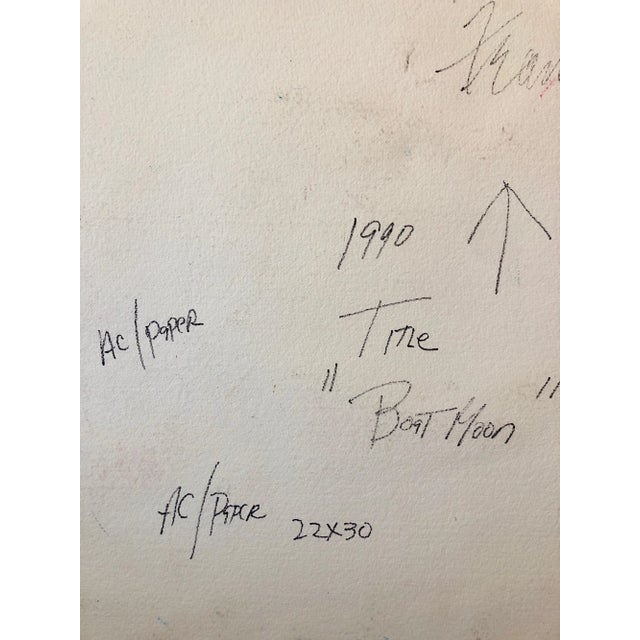 1990
Title
"Boat Moon"
AC/PAPER
AC/PAPER 22X30